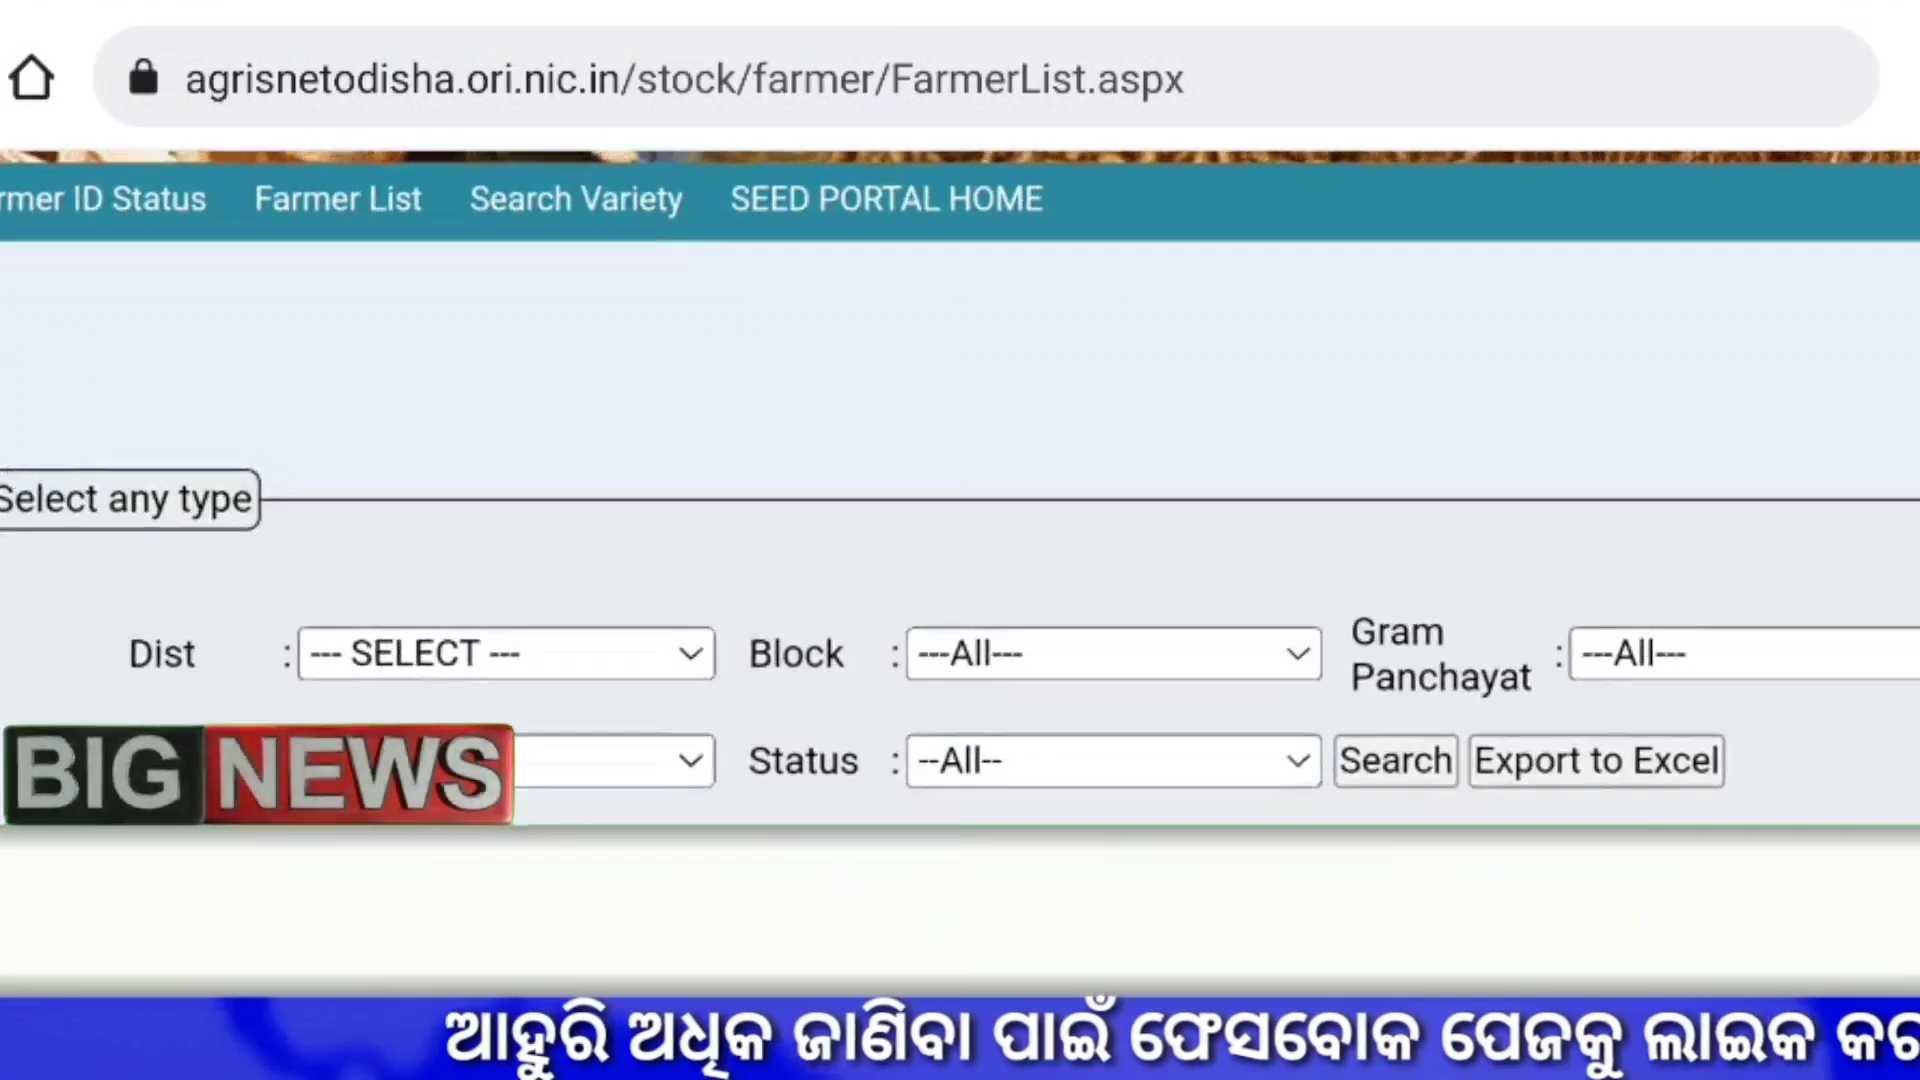 agrisnetodisha.ori.nic.in/stock/farmer/FarmerList.aspx
rmer ID Status Farmer List Search Variety SEED PORTAL HOME
Select any type
Dist : --- SELECT --- Block : ---All--- Gram Panchayat : ---All---
BIG NEWS Status : --All-- Search Export to Excel
ଆହୁରି ଅଧିକ ଜାଣିବା ପାଇଁ ଫେସବୋକ ପେଜକୁ ଲାଇକ କର